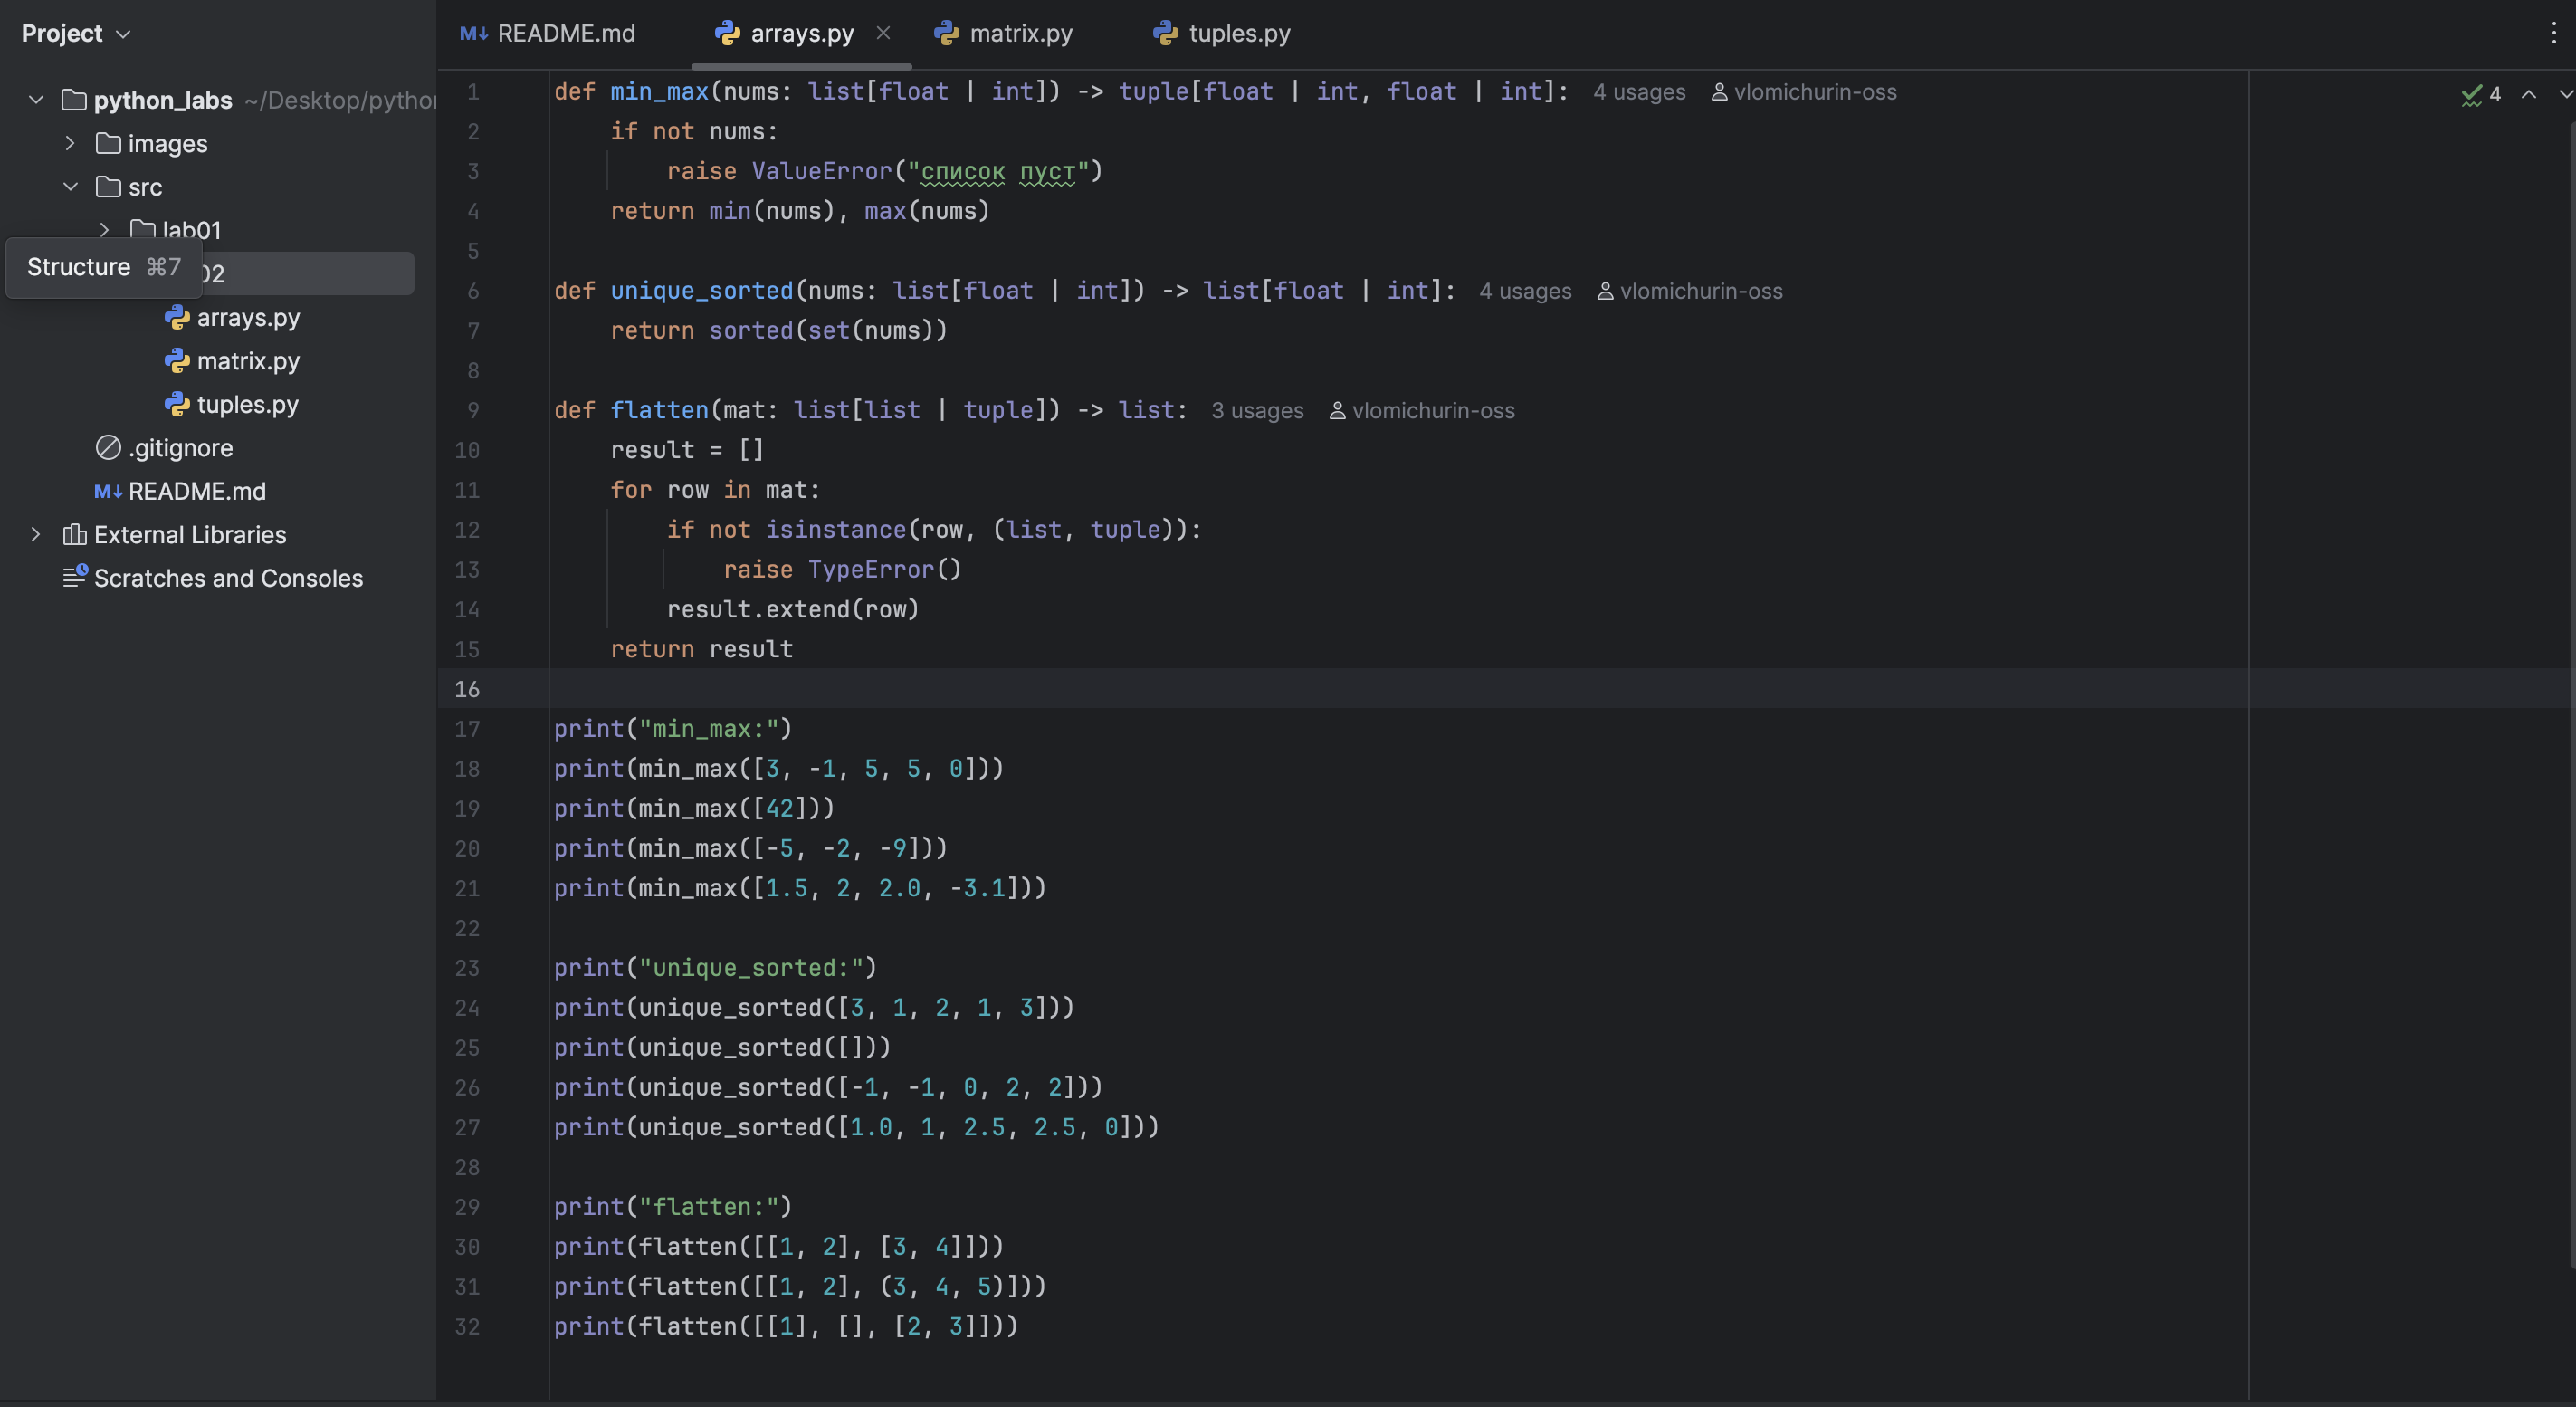 Project
README.md
arrays.py
matrix.py
tuples.py
python_labs ~/Desktop/pytho
images
src
lab01
Structure ⌘7
02
arrays.py
matrix.py
tuples.py
.gitignore
M↓ README.md
External Libraries
Scratches and Consoles
4
1 def min_max(nums: list[float | int]) -> tuple[float | int, float | int]: 4 usages vlomichurin-oss
2     if not nums:
3         raise ValueError("список пуст")
4     return min(nums), max(nums)
5
6 def unique_sorted(nums: list[float | int]) -> list[float | int]: 4 usages vlomichurin-oss
7     return sorted(set(nums))
8
9 def flatten(mat: list[list | tuple]) -> list: 3 usages vlomichurin-oss
10     result = []
11     for row in mat:
12         if not isinstance(row, (list, tuple)):
13             raise TypeError()
14         result.extend(row)
15     return result
16
17 print("min_max:")
18 print(min_max([3, -1, 5, 5, 0]))
19 print(min_max([42]))
20 print(min_max([-5, -2, -9]))
21 print(min_max([1.5, 2, 2.0, -3.1]))
22
23 print("unique_sorted:")
24 print(unique_sorted([3, 1, 2, 1, 3]))
25 print(unique_sorted([]))
26 print(unique_sorted([-1, -1, 0, 2, 2]))
27 print(unique_sorted([1.0, 1, 2.5, 2.5, 0]))
28
29 print("flatten:")
30 print(flatten([[1, 2], [3, 4]]))
31 print(flatten([[1, 2], (3, 4, 5)]))
32 print(flatten([[1], [], [2, 3]]))